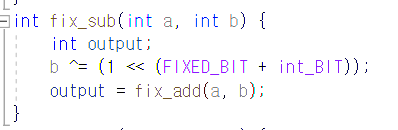 int fix_sub(int a, int b) {
int output;
b ^= (1 << (FIXED_BIT + int_BIT));
output = fix_add(a, b);
}